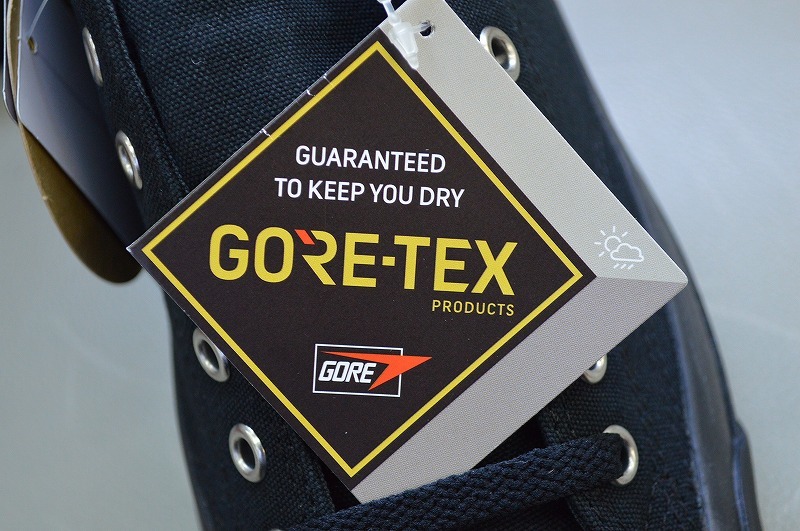 GUARANTEED
TO KEEP YOU DRY
GORE-TEX
PRODUCTS
GORE